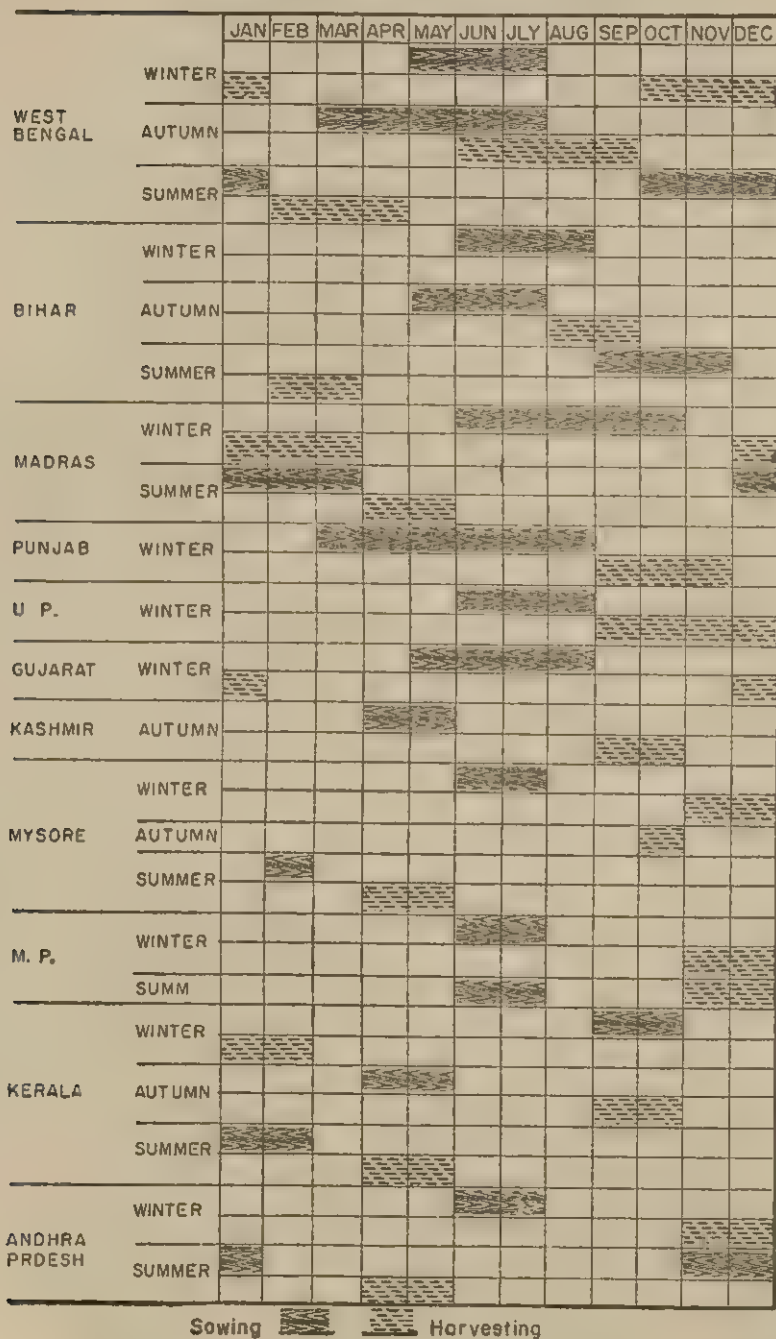 JAN FEB MAR APR MAY JUN JLY AUG SEP OCT NOV DEC
WEST BENGAL
WINTER
AUTUMN
SUMMER
BIHAR
WINTER
AUTUMN
SUMMER
MADRAS
WINTER
SUMMER
PUNJAB WINTER
U P. WINTER
GUJARAT WINTER
KASHMIR AUTUMN
MYSORE
WINTER
AUTUMN
SUMMER
M. P.
WINTER
SUMM
KERALA
WINTER
AUTUMN
SUMMER
ANDHRA
PRDESH
WINTER
SUMMER
Sowing Harvesting